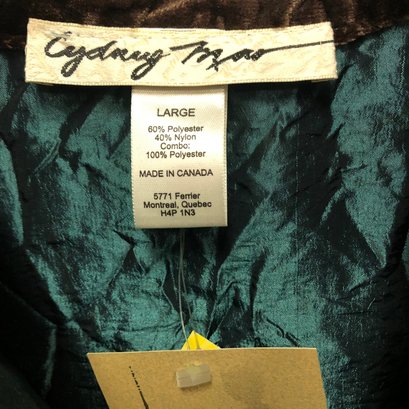 Cydney Mar
LARGE
60% Polyester
40% Nylon
Combo:
100% Polyester
MADE IN CANADA
5771 Ferrier
Montreal, Quebec
H4P 1N3